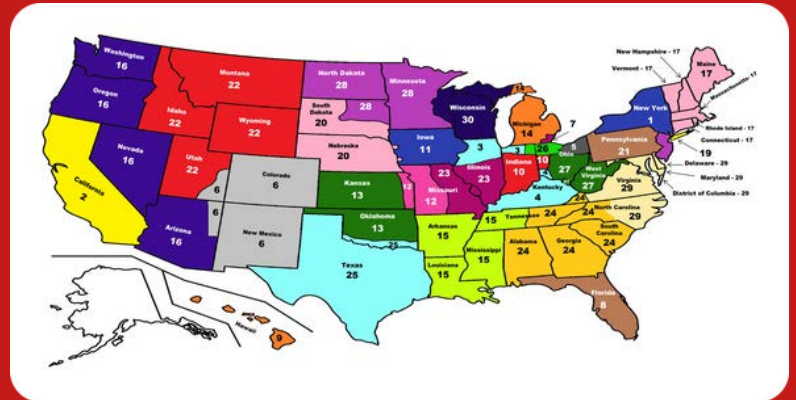 Washington
16
Oregon
16
California
2
Nevada
16
Idaho
22
Montana
22
Wyoming
22
Utah
22
6
Colorado
6
Arizona
16
6
New Mexico
6
North Dakota
28
South
Dakota
20
28
Nebraska
20
Kansas
13
Oklahoma
13
25
Texas
25
Minnesota
28
Iowa
11
12
Missouri
12
23
Arkansas
15
Louisiana
15
Wisconsin
30
3
Illinois
23
Mississippi
15
14
Michigan
14
7
3
26
5
Indiana
10
10
Ohio
27
West
Virginia
27
Kentucky
4
24
15
Tennessee
24
24
North Carolina
29
South
Carolina
24
Alabama
24
Georgia
24
Florida
8
Virginia
29
Pennsylvania
21
New York
1
New Hampshire - 17
Vermont - 17
Maine
17
Massachusetts - 17
Rhode Island - 17
Connecticut - 17
19
Delaware - 29
Maryland - 29
District of Columbia - 29
Hawaii
9